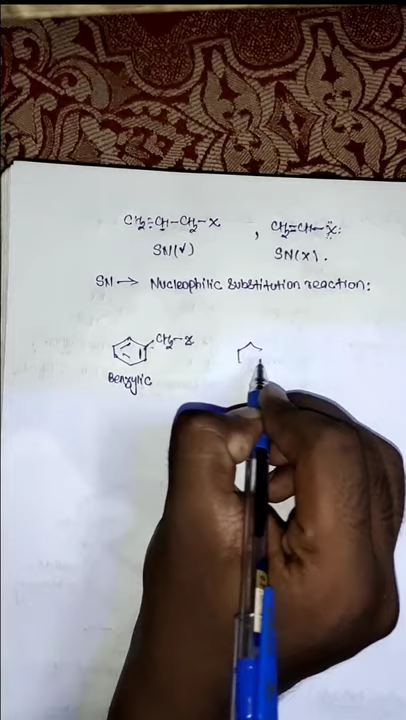 CH₂=CH-CH₂-X , CH₂=CH-Ẍ:
SN(✓) SN(X).
SN → Nucleophilic substitution reaction:
CH₂-X
Benzylic